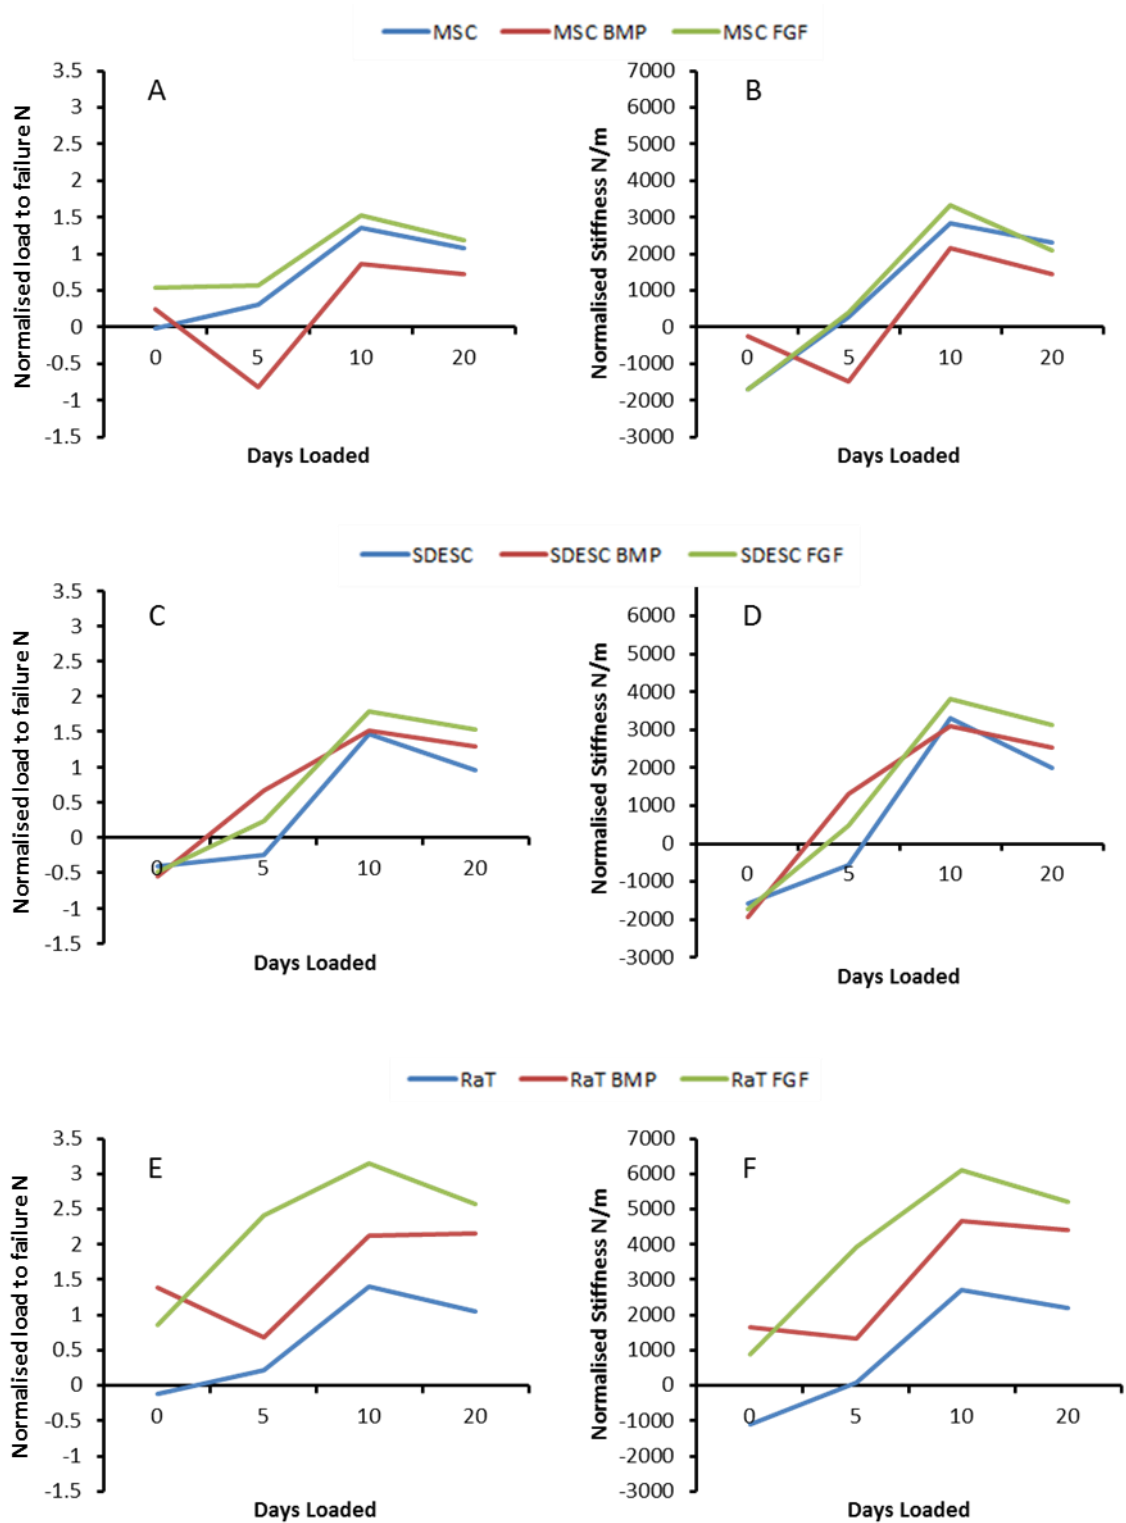 MSC MSC BMP MSC FGF
A
Normalised load to failure N
3.5
3
2.5
2
1.5
1
0.5
0
-0.5
-1
-1.5
0 5 10 20
Days Loaded
B
Normalised Stiffness N/m
7000
6000
5000
4000
3000
2000
1000
0
-1000
-2000
-3000
0 5 10 20
Days Loaded
SDESC SDESC BMP SDESC FGF
C
Normalised load to failure N
3.5
3
2.5
2
1.5
1
0.5
0
-0.5
-1
-1.5
0 5 10 20
Days Loaded
D
Normalised Stiffness N/m
6000
5000
4000
3000
2000
1000
0
-1000
-2000
-3000
0 5 10 20
Days Loaded
RaT RaT BMP RaT FGF
E
Normalised load to failure N
3.5
3
2.5
2
1.5
1
0.5
0
-0.5
-1
-1.5
0 5 10 20
Days Loaded
F
Normalised Stiffness N/m
7000
6000
5000
4000
3000
2000
1000
0
-1000
-2000
-3000
0 5 10 20
Days Loaded